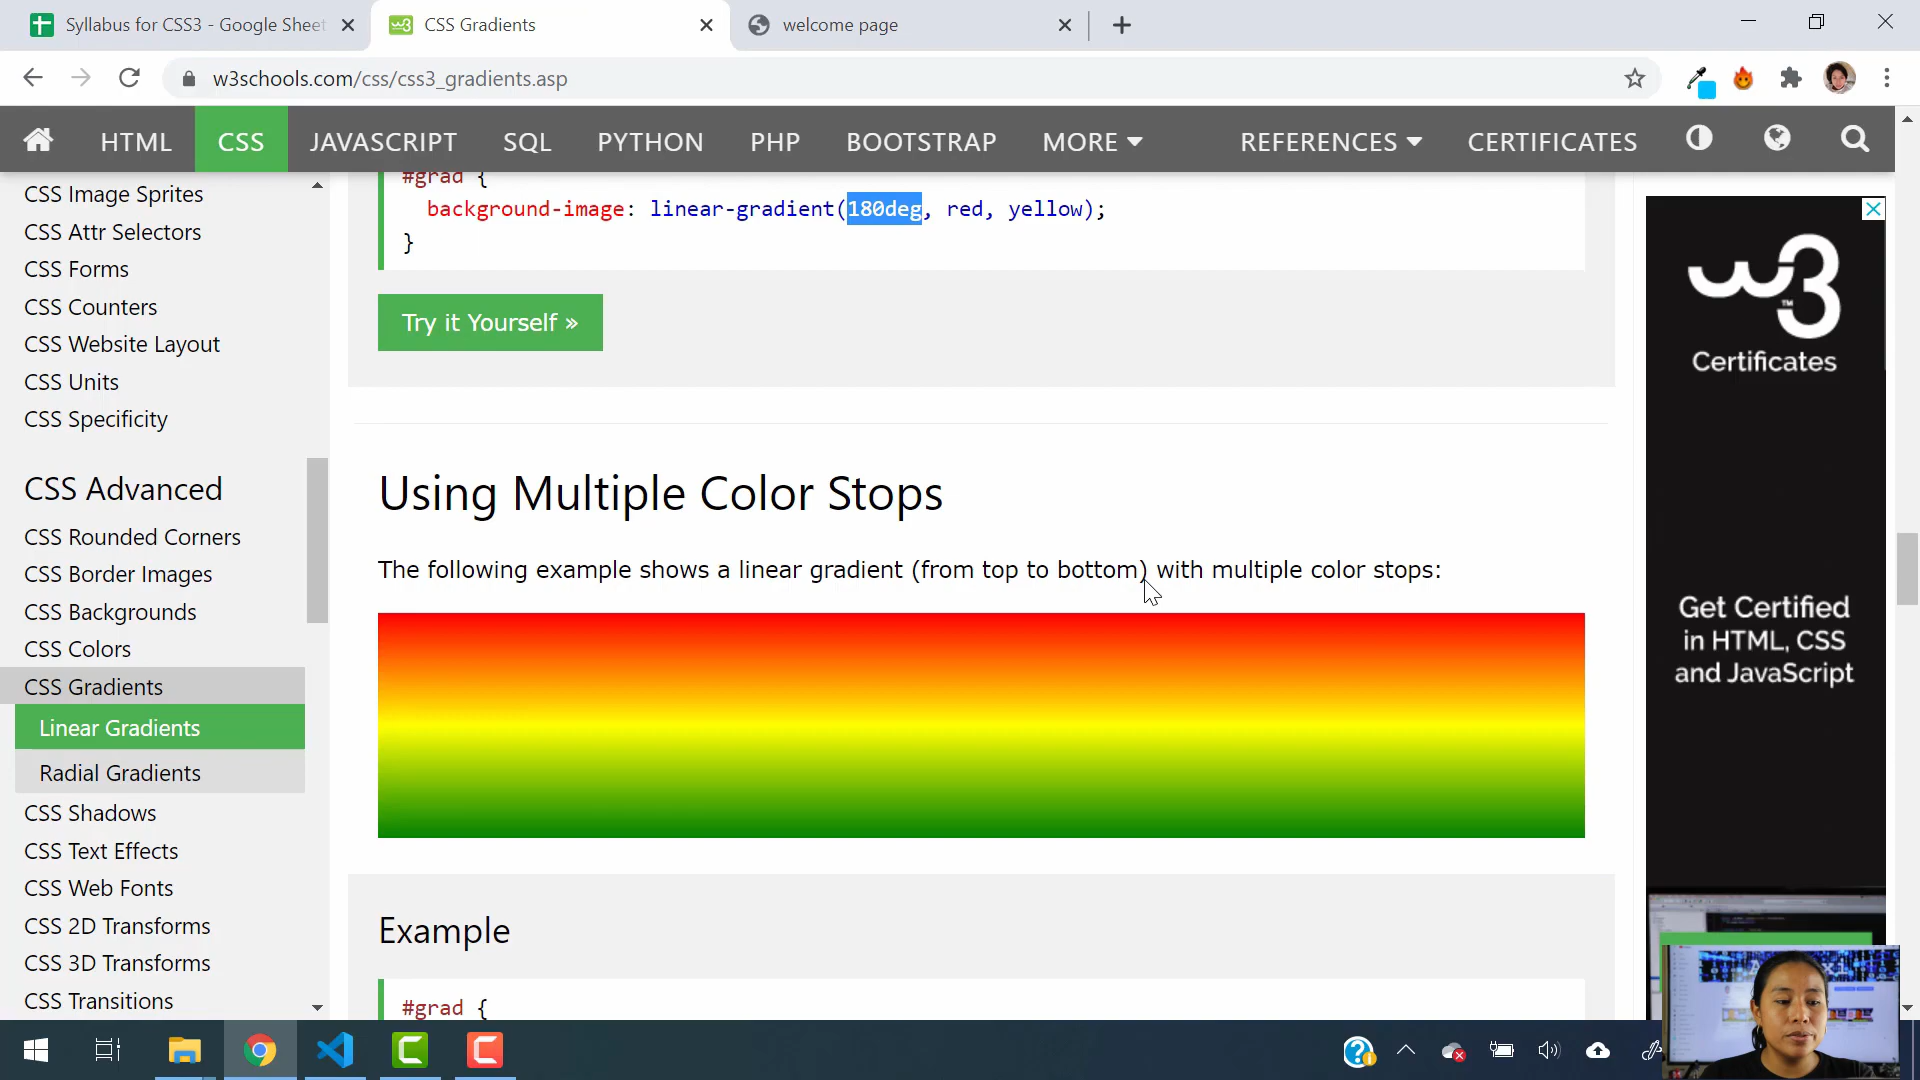 Syllabus for CSS3 - Google Sheet
CSS Gradients
welcome page
w3schools.com/css/css3_gradients.asp
HTML
CSS
JAVASCRIPT
SQL
PYTHON
PHP
BOOTSTRAP
MORE
REFERENCES
CERTIFICATES
CSS Image Sprites
CSS Attr Selectors
CSS Forms
CSS Counters
CSS Website Layout
CSS Units
CSS Specificity
CSS Advanced
CSS Rounded Corners
CSS Border Images
CSS Backgrounds
CSS Colors
CSS Gradients
Linear Gradients
Radial Gradients
CSS Shadows
CSS Text Effects
CSS Web Fonts
CSS 2D Transforms
CSS 3D Transforms
CSS Transitions
#grad {
background-image: linear-gradient(180deg, red, yellow);
}
Try it Yourself »
Using Multiple Color Stops
The following example shows a linear gradient (from top to bottom) with multiple color stops:
Example
#grad {
w3
TM
Certificates
Get Certified
in HTML, CSS
and JavaScript